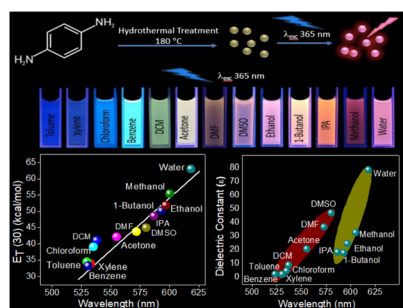 NH₂
H₂N
Hydrothermal Treatment
180 °C
λexc 365 nm
λexc 365 nm
Toluene
Xylene
Chloroform
Benzene
DCM
Acetone
DMF
DMSO
Ethanol
1-Butanol
IPA
Methanol
Water
E_T (30) (kcal/mol)
65
60
55
50
45
40
35
30
Water
Methanol
1-Butanol
Ethanol
IPA
DMF
DMSO
DCM
Acetone
Chloroform
Toluene
Xylene
Benzene
500 525 550 575 600 625
Wavelength (nm)
Dielectric Constant (ε)
80
70
60
50
40
30
20
10
0
Water
DMSO
DMF
Methanol
Acetone
Ethanol
IPA
1-Butanol
DCM
Toluene
Chloroform
Benzene
Xylene
500 525 550 575 600 625
Wavelength (nm)